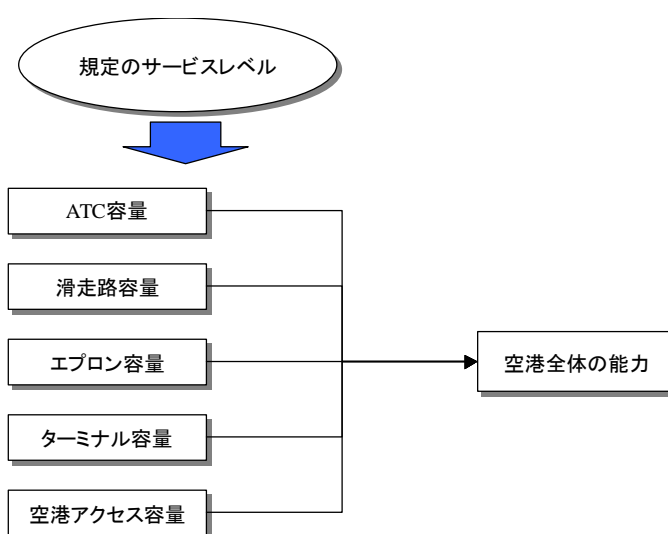 規定のサービスレベル
ATC容量
滑走路容量
エプロン容量
空港全体の能力
ターミナル容量
空港アクセス容量